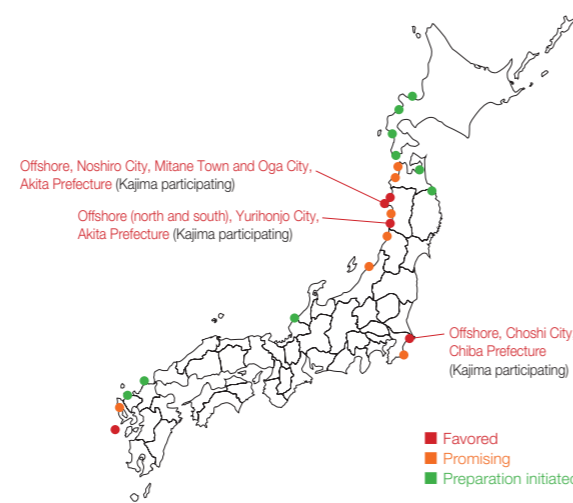 Offshore, Noshiro City, Mitane Town and Oga City,
Akita Prefecture (Kajima participating)
Offshore (north and south), Yurihonjo City,
Akita Prefecture (Kajima participating)
Offshore, Choshi City
Chiba Prefecture
(Kajima participating)
Favored
Promising
Preparation initiated